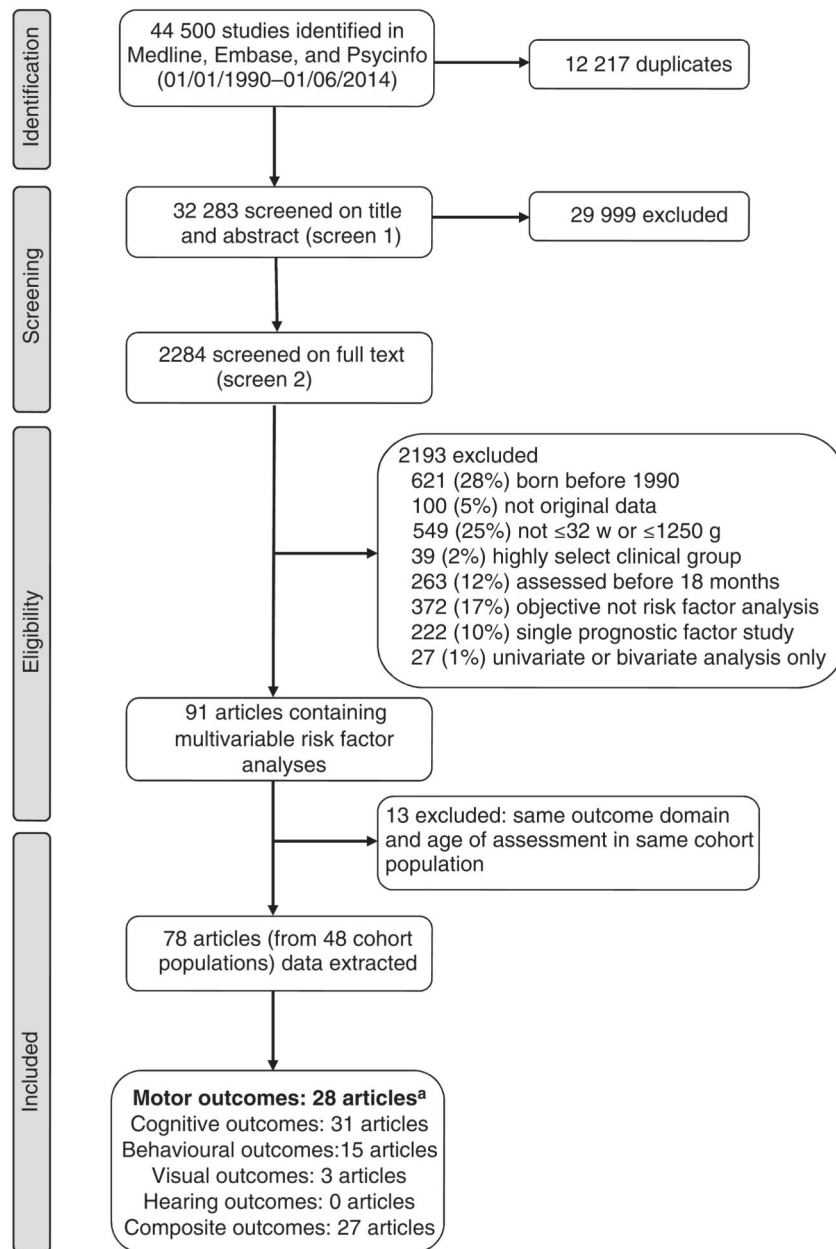 Identification
44 500 studies identified in
Medline, Embase, and Psycinfo
(01/01/1990–01/06/2014)
12 217 duplicates
Screening
32 283 screened on title
and abstract (screen 1)
29 999 excluded
2284 screened on full text
(screen 2)
Eligibility
2193 excluded
621 (28%) born before 1990
100 (5%) not original data
549 (25%) not ≤32 w or ≤1250 g
39 (2%) highly select clinical group
263 (12%) assessed before 18 months
372 (17%) objective not risk factor analysis
222 (10%) single prognostic factor study
27 (1%) univariate or bivariate analysis only
91 articles containing
multivariable risk factor
analyses
13 excluded: same outcome domain
and age of assessment in same cohort
population
Included
78 articles (from 48 cohort
populations) data extracted
Motor outcomes: 28 articlesᵃ
Cognitive outcomes: 31 articles
Behavioural outcomes:15 articles
Visual outcomes: 3 articles
Hearing outcomes: 0 articles
Composite outcomes: 27 articles